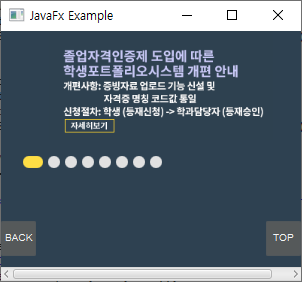 JavaFx Example
졸업자격인증제 도입에 따른
학생포트폴리오시스템 개편 안내
개편사항: 증빙자료 업로드 기능 신설 및
자격증 명칭 코드값 통일
신청절차: 학생 (등재신청) -> 학과담당자 (등재승인)
자세히보기
BACK
TOP